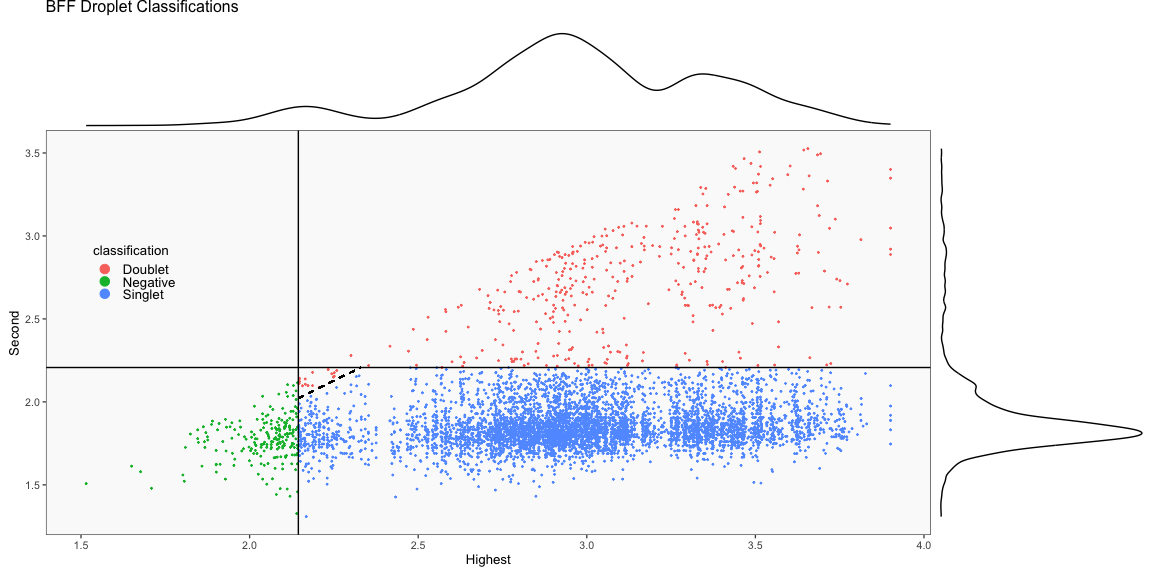 BFF Droplet Classifications
3.5
3.0
2.5
2.0
1.5
Second
classification
Doublet
Negative
Singlet
1.5 2.0 2.5 3.0 3.5 4.0
Highest